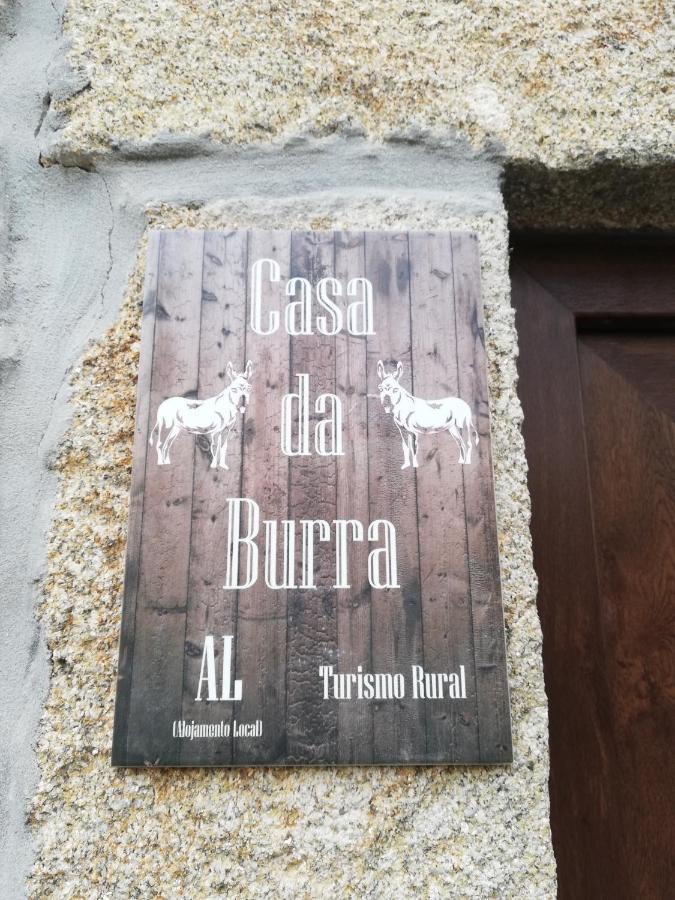 Casa
da
Burra
AL
(Alojamento Local)
Turismo Rural